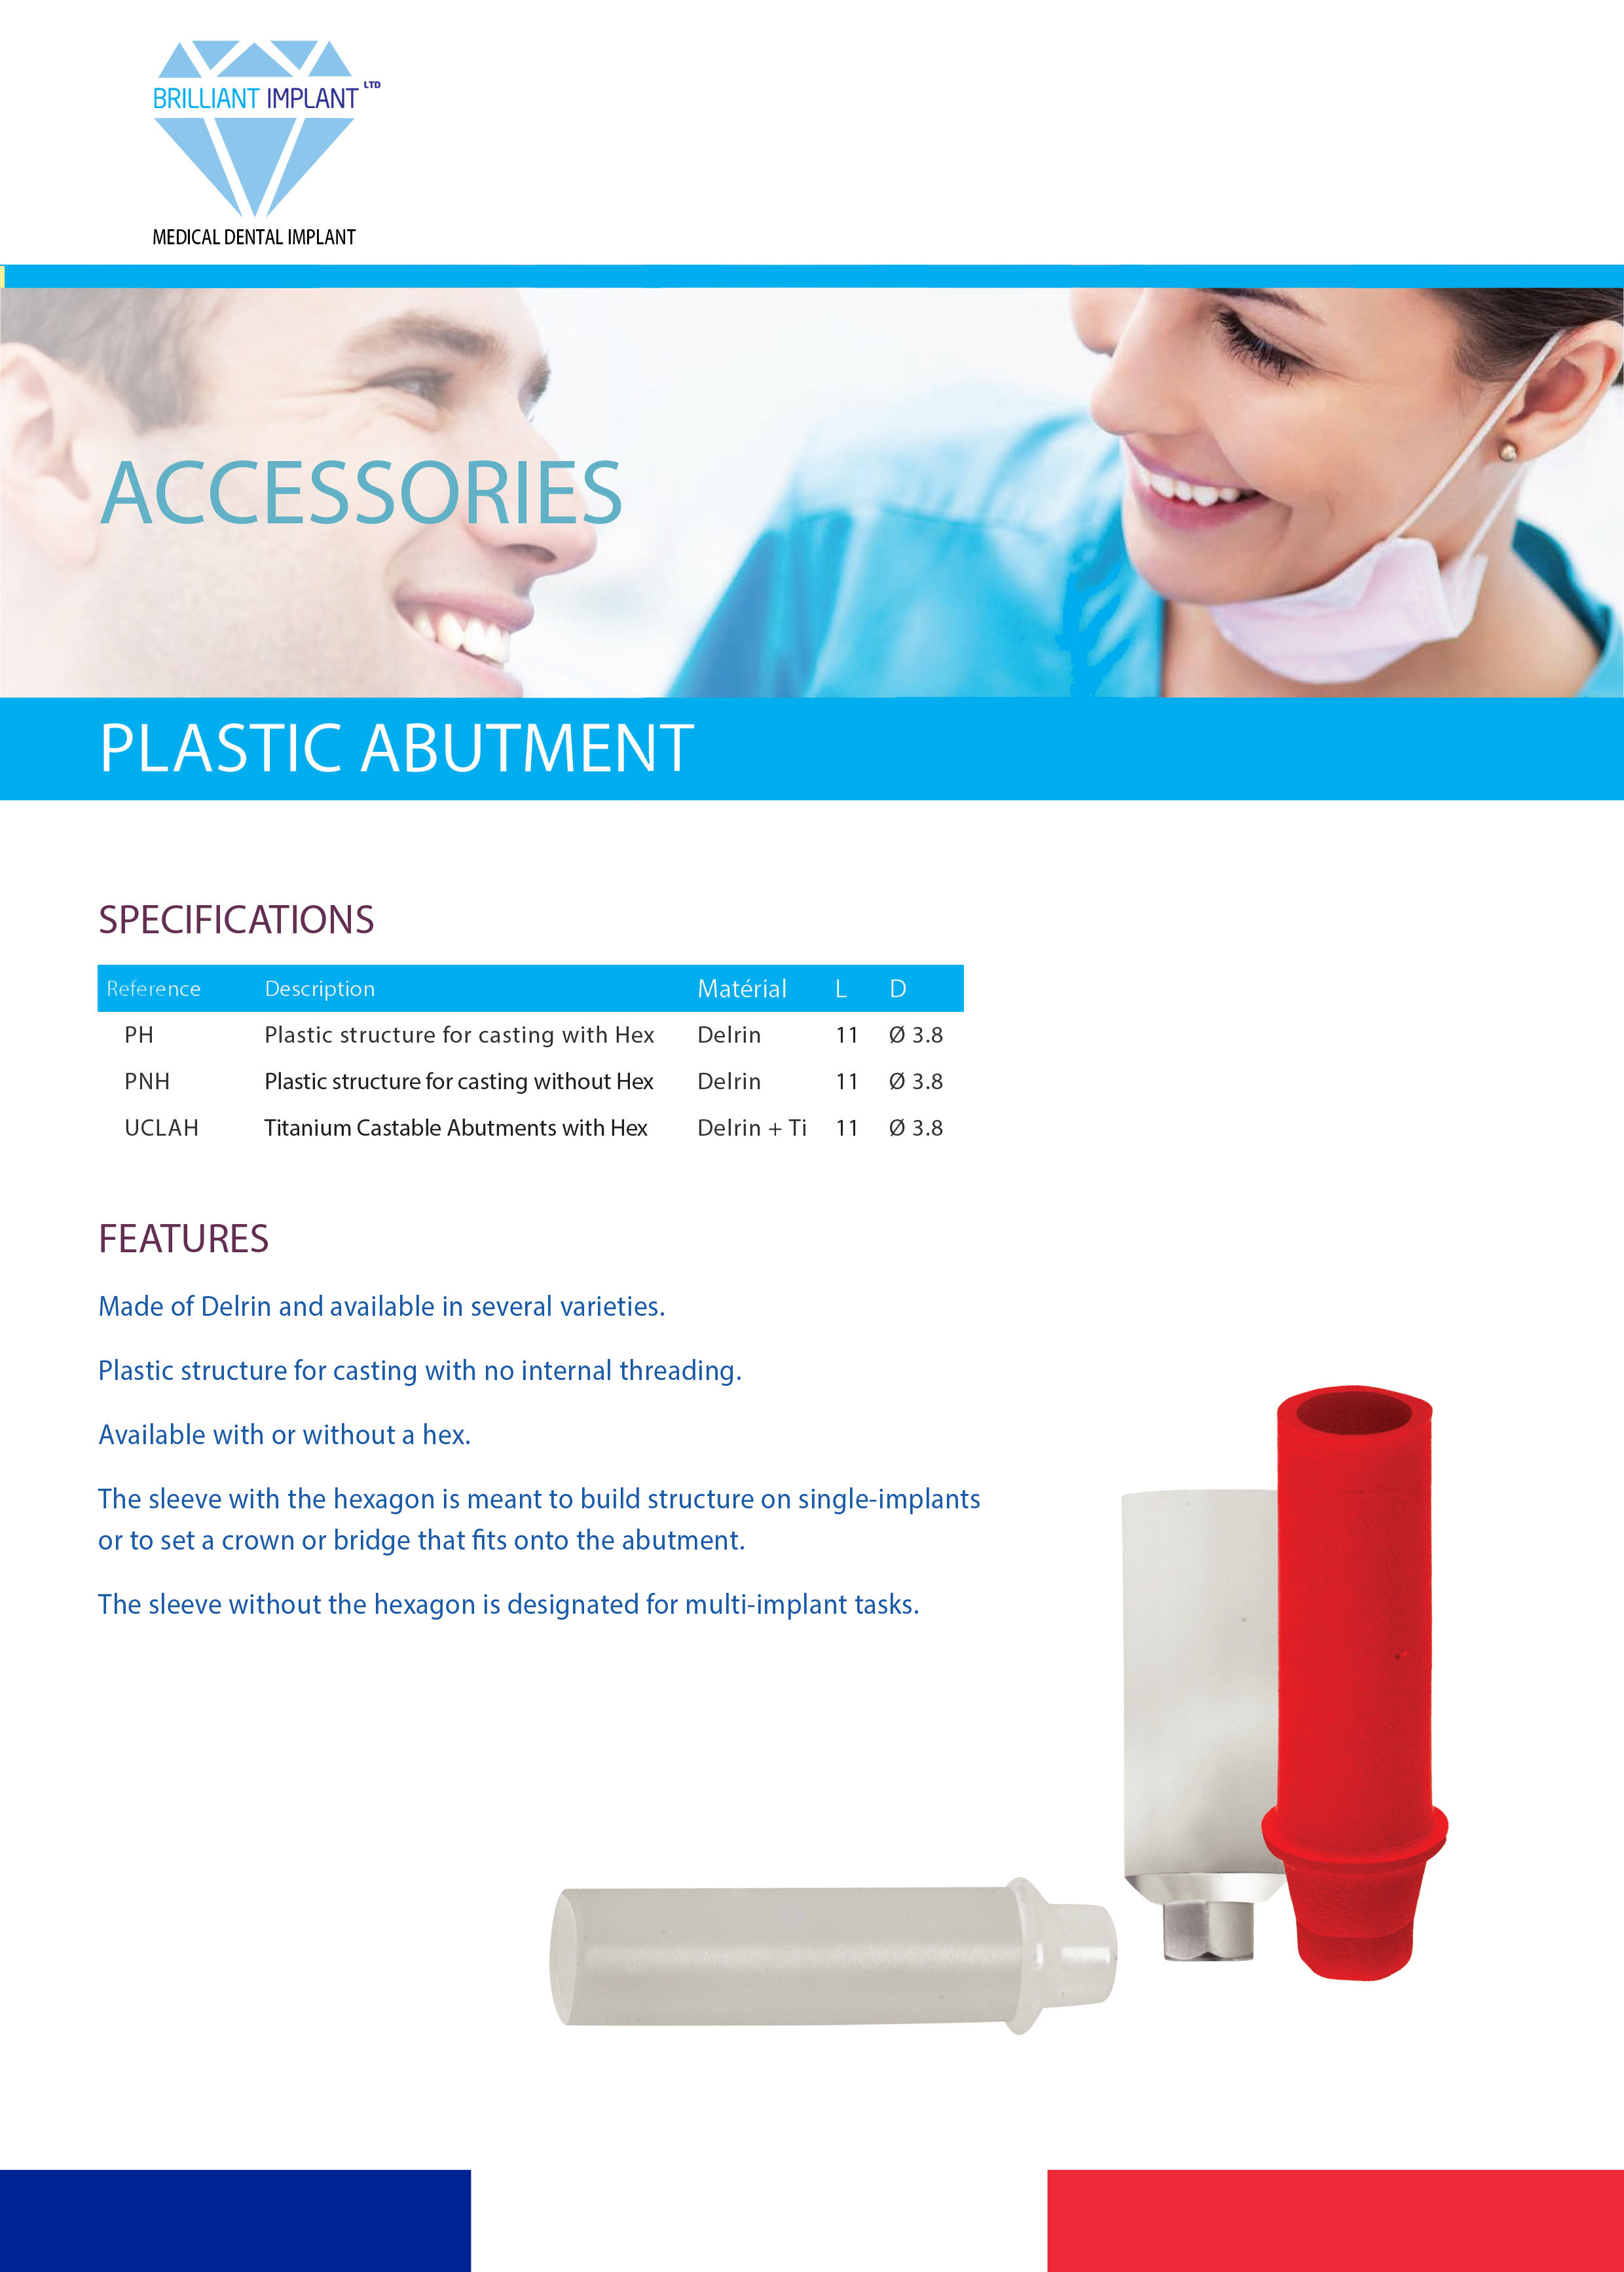 BRILLIANT IMPLANT LTD
MEDICAL DENTAL IMPLANT
ACCESSORIES
PLASTIC ABUTMENT
SPECIFICATIONS
Reference Description Matérial L D
PH Plastic structure for casting with Hex Delrin 11 Ø 3.8
PNH Plastic structure for casting without Hex Delrin 11 Ø 3.8
UCLAH Titanium Castable Abutments with Hex Delrin + Ti 11 Ø 3.8
FEATURES
Made of Delrin and available in several varieties.
Plastic structure for casting with no internal threading.
Available with or without a hex.
The sleeve with the hexagon is meant to build structure on single-implants
or to set a crown or bridge that fits onto the abutment.
The sleeve without the hexagon is designated for multi-implant tasks.